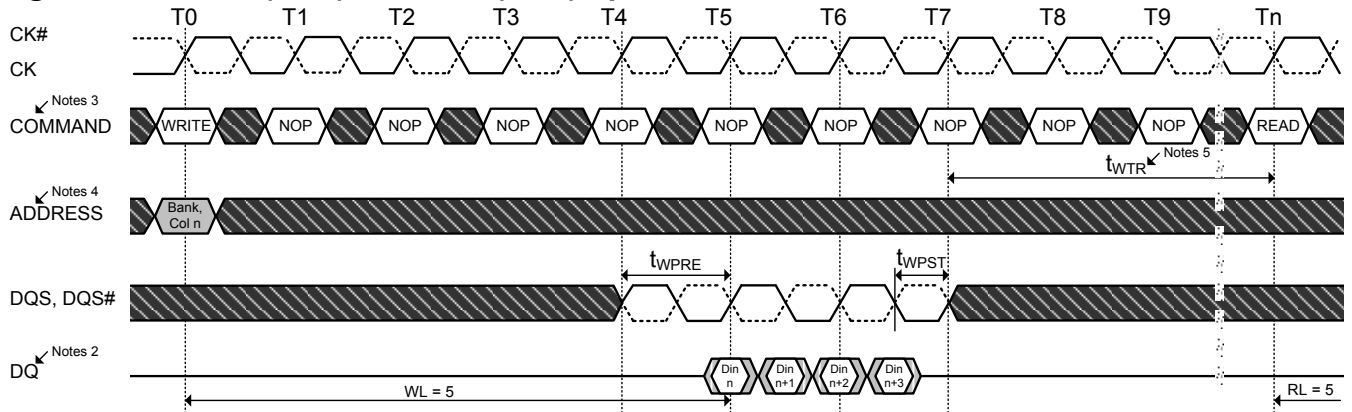 T0 T1 T2 T3 T4 T5 T6 T7 T8 T9 Tn
CK#
CK
Notes 3
COMMAND WRITE NOP NOP NOP NOP NOP NOP NOP NOP NOP READ
tWTR Notes 5
Notes 4
ADDRESS Bank, Col n
tWPRE tWPST
DQS, DQS#
Notes 2
DQ Din n Din n+1 Din n+2 Din n+3
WL = 5 RL = 5